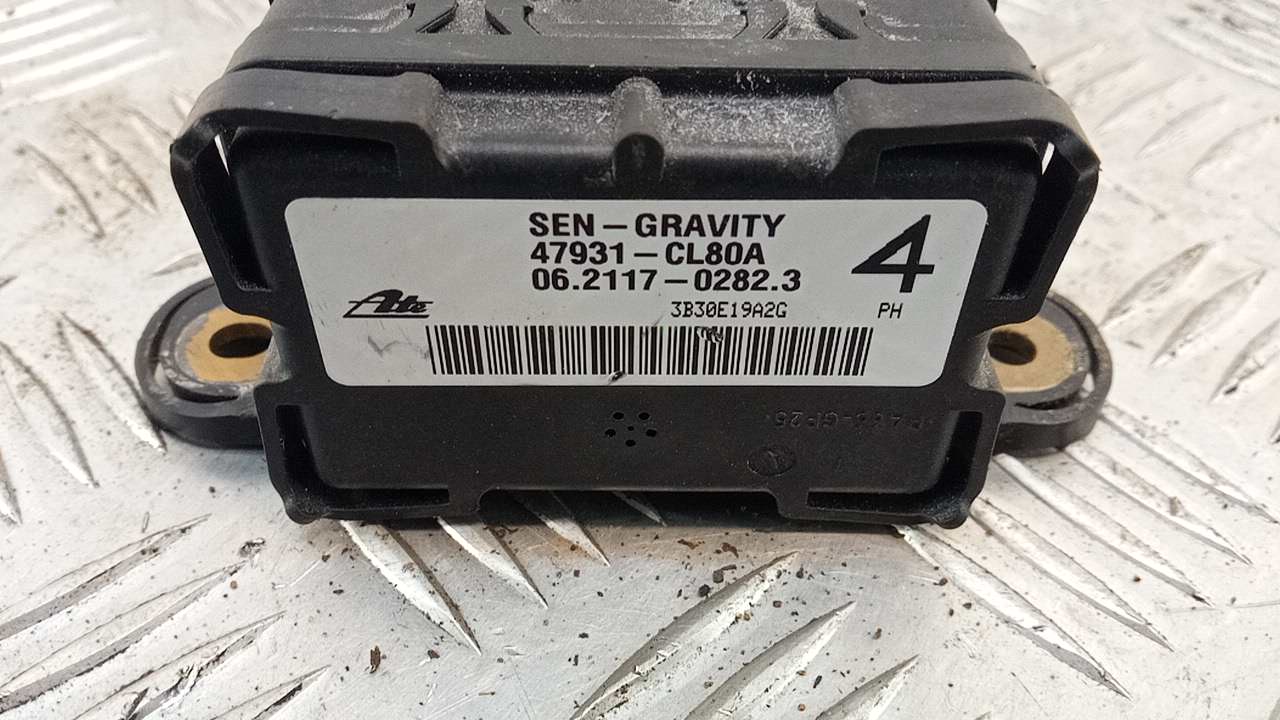 SEN-GRAVITY
47931-CL80A
4
06.2117-0282.3
Ate
3B30E19A2G
PH